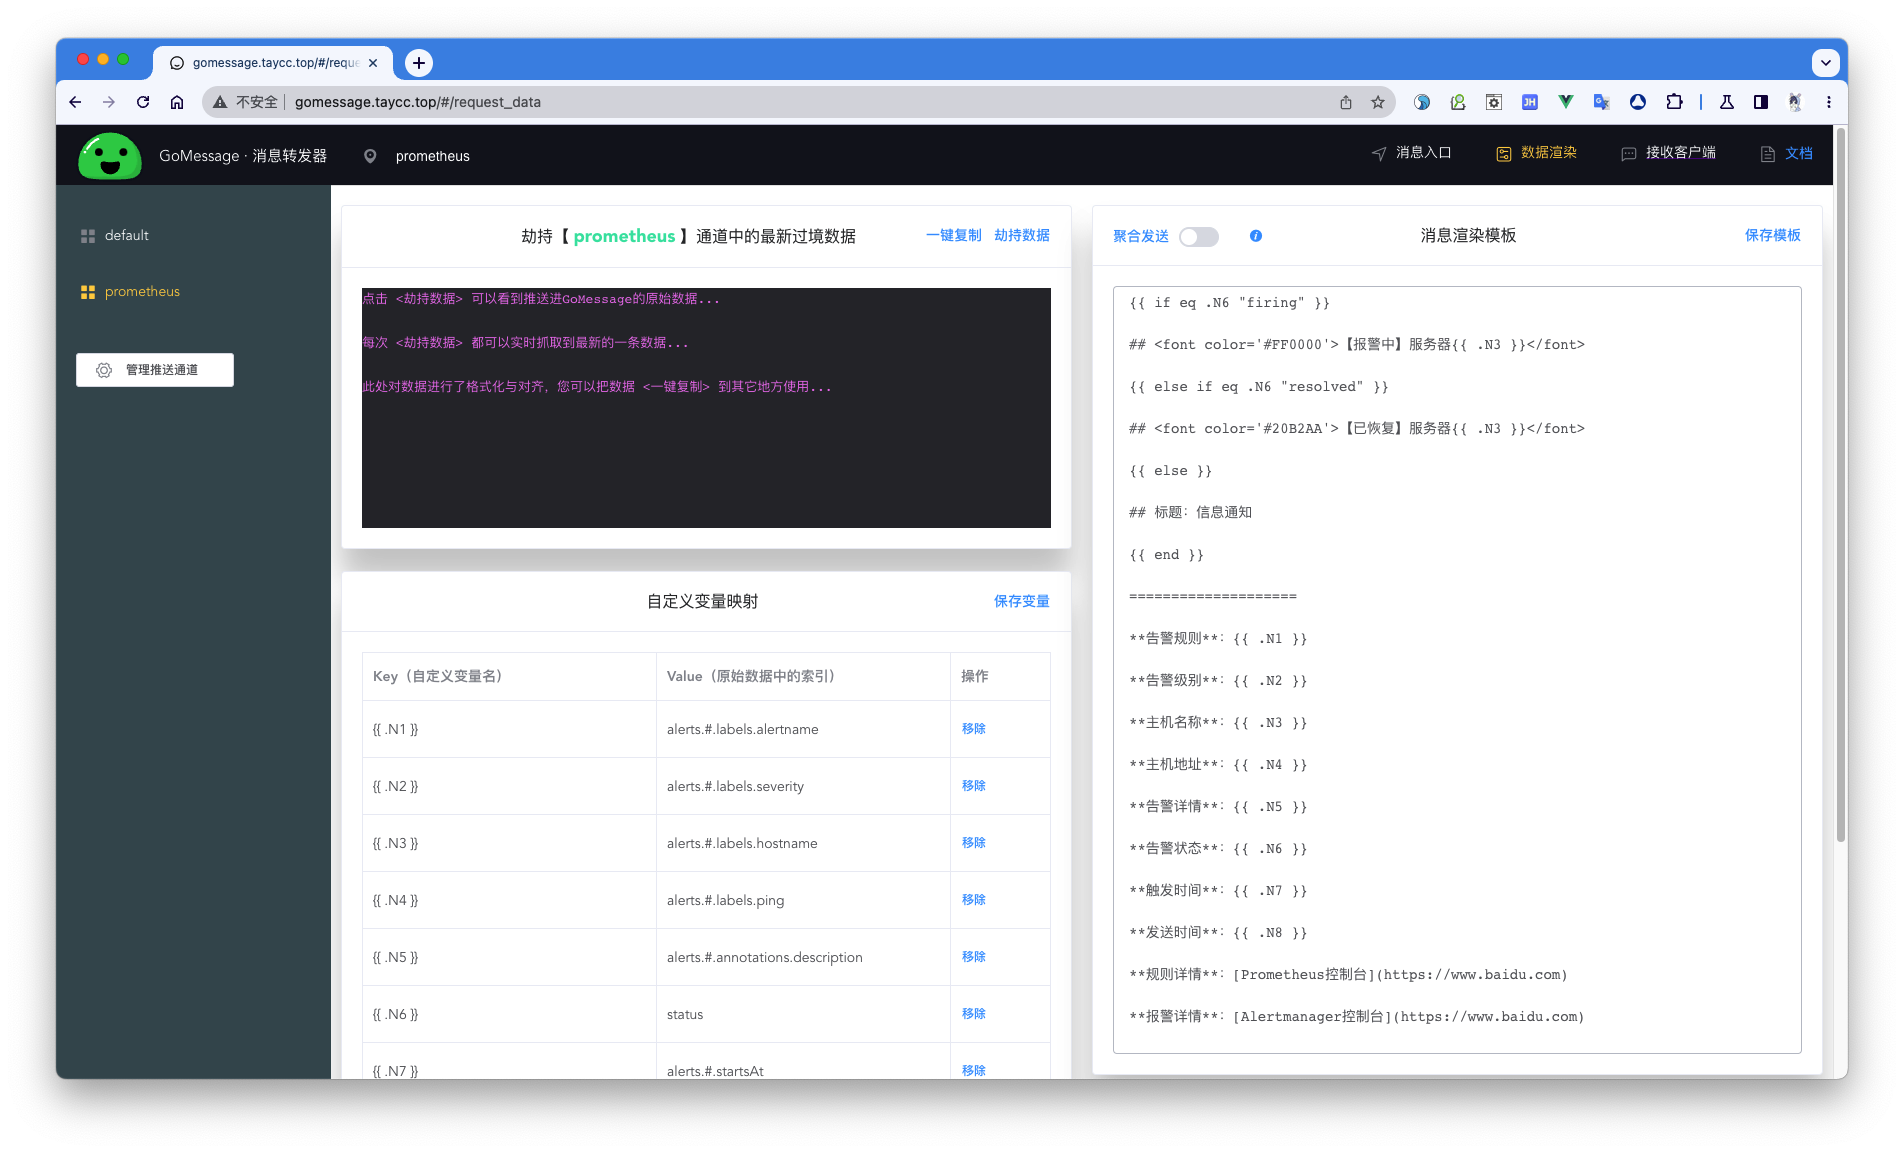 gomessage.taycc.top/#/reque
不安全 gomessage.taycc.top/#/request_data
JH
GoMessage · 消息转发器 prometheus
消息入口 数据渲染 接收客户端 文档
default
prometheus
管理推送通道
劫持【 prometheus 】通道中的最新过境数据 一键复制 劫持数据
点击 <劫持数据> 可以看到推送进GoMessage的原始数据...
每次 <劫持数据> 都可以实时抓取到最新的一条数据...
此处对数据进行了格式化与对齐，您可以把数据 <一键复制> 到其它地方使用...
自定义变量映射 保存变量
Key（自定义变量名） Value（原始数据中的索引） 操作
{{ .N1 }} alerts.#.labels.alertname 移除
{{ .N2 }} alerts.#.labels.severity 移除
{{ .N3 }} alerts.#.labels.hostname 移除
{{ .N4 }} alerts.#.labels.ping 移除
{{ .N5 }} alerts.#.annotations.description 移除
{{ .N6 }} status 移除
{{ .N7 }} alerts.#.startsAt 移除
聚合发送 消息渲染模板 保存模板
{{ if eq .N6 "firing" }}
## <font color='#FF0000'>【报警中】服务器{{ .N3 }}</font>
{{ else if eq .N6 "resolved" }}
## <font color='#20B2AA'>【已恢复】服务器{{ .N3 }}</font>
{{ else }}
## 标题：信息通知
{{ end }}
====================
**告警规则**: {{ .N1 }}
**告警级别**: {{ .N2 }}
**主机名称**: {{ .N3 }}
**主机地址**: {{ .N4 }}
**告警详情**: {{ .N5 }}
**告警状态**: {{ .N6 }}
**触发时间**: {{ .N7 }}
**发送时间**: {{ .N8 }}
**规则详情**: [Prometheus控制台](https://www.baidu.com)
**报警详情**: [Alertmanager控制台](https://www.baidu.com)